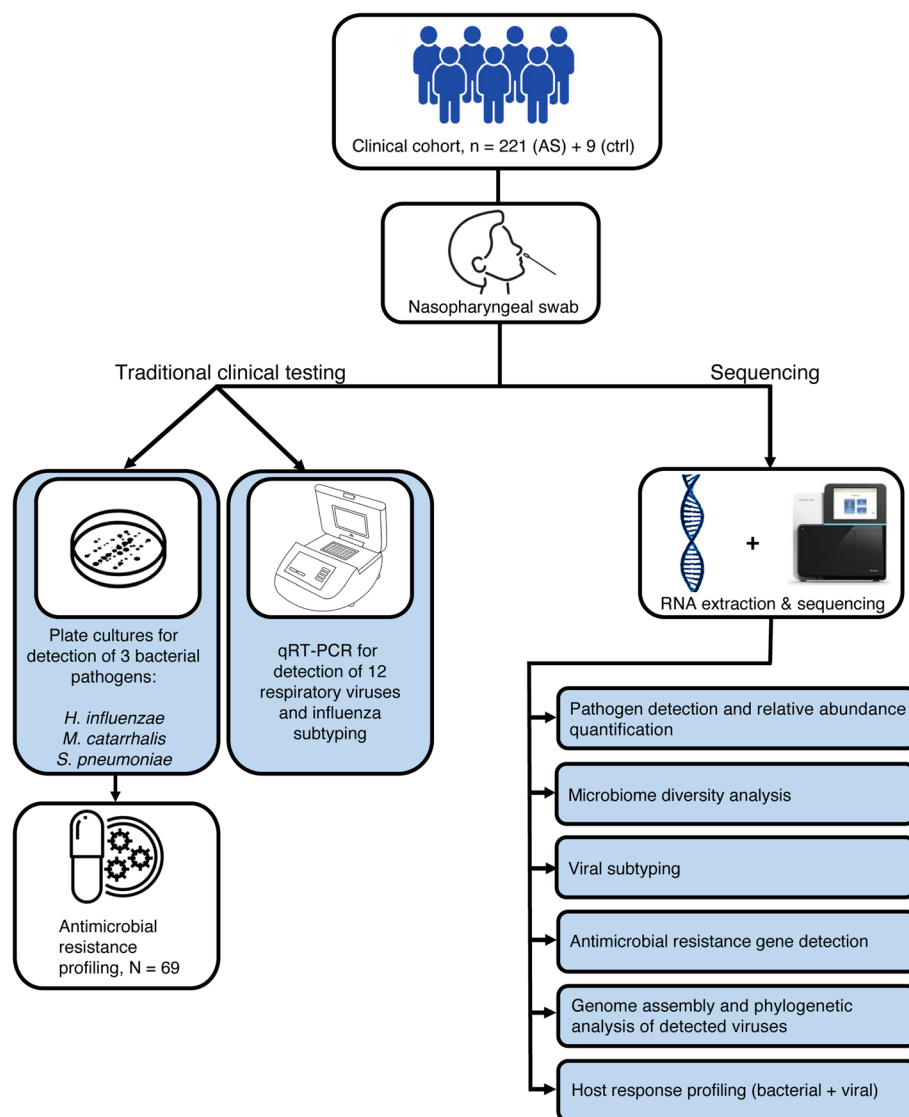 Clinical cohort, n = 221 (AS) + 9 (ctrl)
Nasopharyngeal swab
Traditional clinical testing
Sequencing
Plate cultures for
detection of 3 bacterial
pathogens:
H. influenzae
M. catarrhalis
S. pneumoniae
qRT-PCR for
detection of 12
respiratory viruses
and influenza
subtyping
+
RNA extraction & sequencing
Antimicrobial
resistance
profiling, N = 69
Pathogen detection and relative abundance
quantification
Microbiome diversity analysis
Viral subtyping
Antimicrobial resistance gene detection
Genome assembly and phylogenetic
analysis of detected viruses
Host response profiling (bacterial + viral)